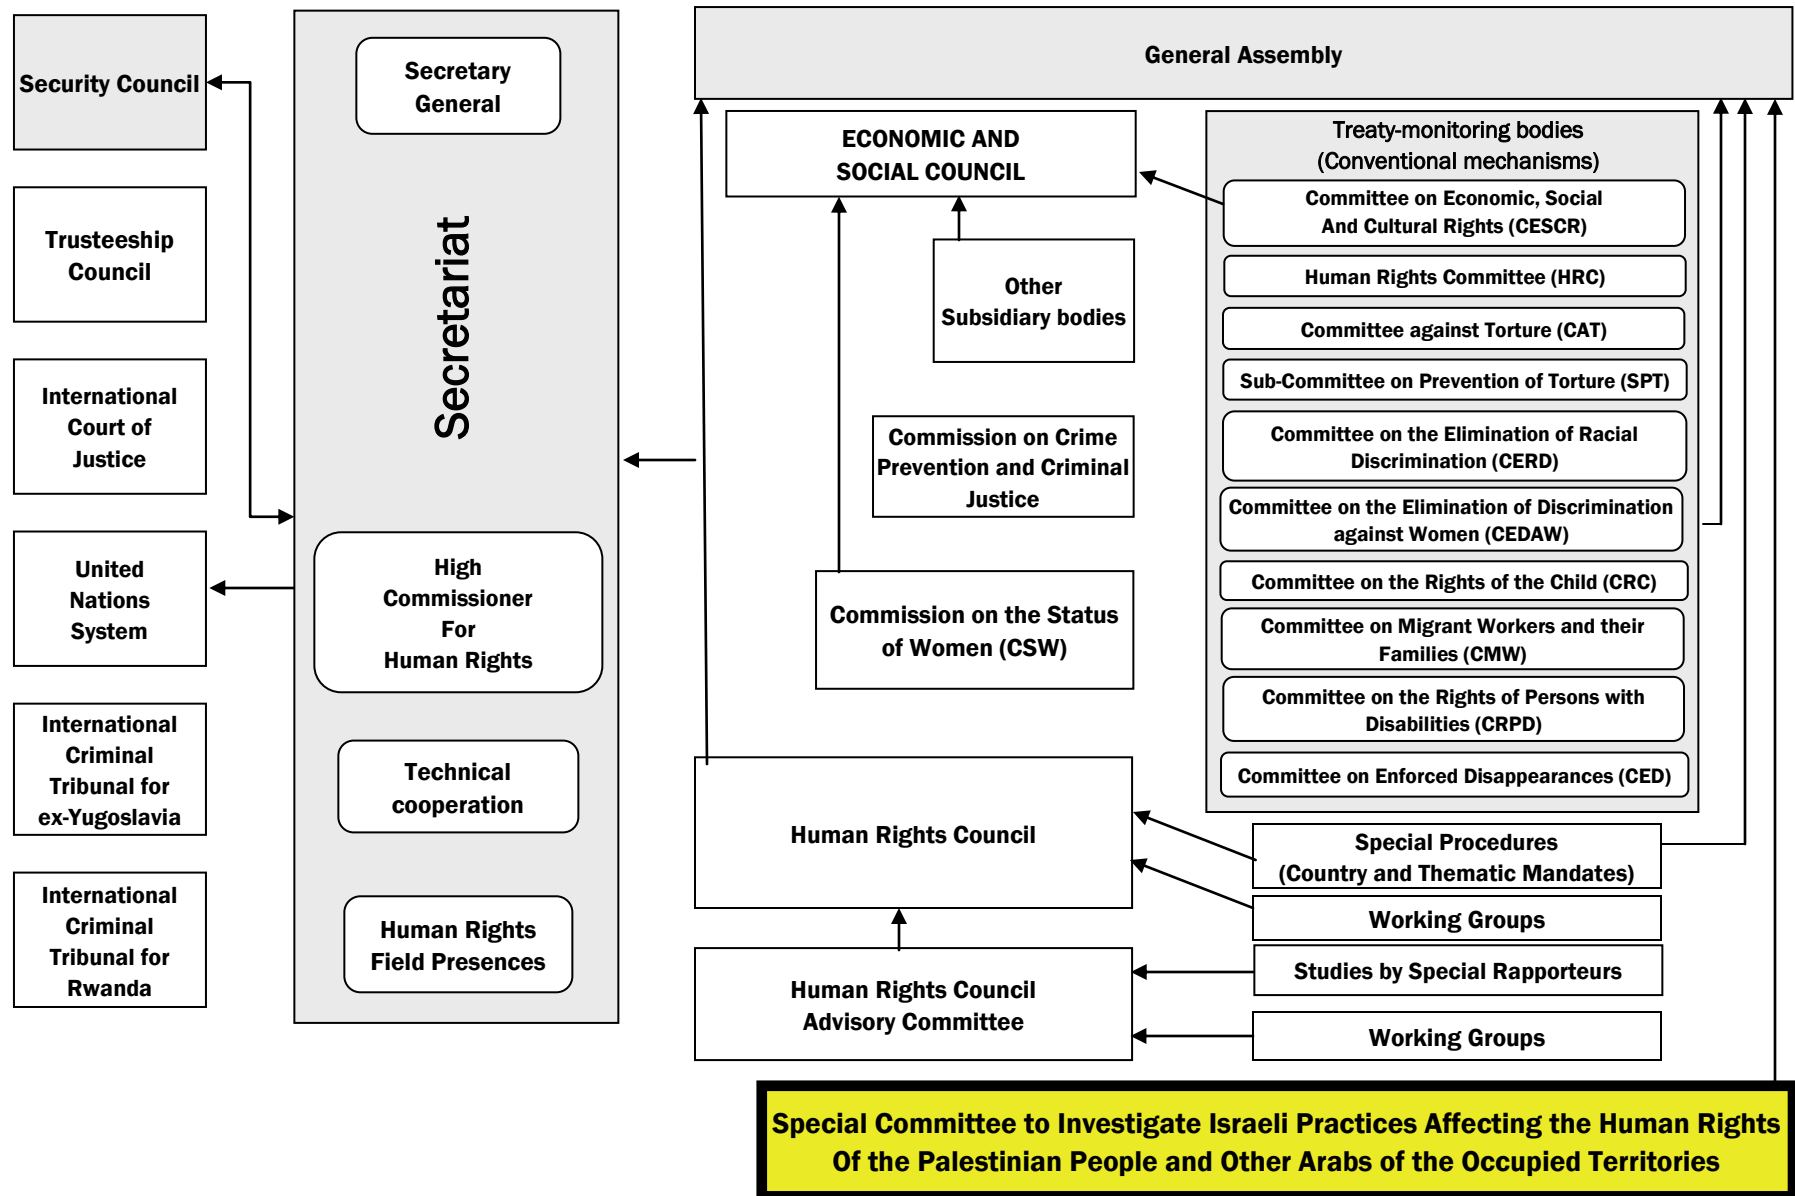 Security Council
Trusteeship
Council
International
Court of
Justice
United
Nations
System
International
Criminal
Tribunal for
ex-Yugoslavia
International
Criminal
Tribunal for
Rwanda
Secretary
General
Secretariat
High
Commissioner
For
Human Rights
Technical
cooperation
Human Rights
Field Presences
General Assembly
ECONOMIC AND
SOCIAL COUNCIL
Other
Subsidiary bodies
Commission on Crime
Prevention and Criminal
Justice
Commission on the Status
of Women (CSW)
Human Rights Council
Human Rights Council
Advisory Committee
Treaty-monitoring bodies
(Conventional mechanisms)
Committee on Economic, Social
And Cultural Rights (CESCR)
Human Rights Committee (HRC)
Committee against Torture (CAT)
Sub-Committee on Prevention of Torture (SPT)
Committee on the Elimination of Racial
Discrimination (CERD)
Committee on the Elimination of Discrimination
against Women (CEDAW)
Committee on the Rights of the Child (CRC)
Committee on Migrant Workers and their
Families (CMW)
Committee on the Rights of Persons with
Disabilities (CRPD)
Committee on Enforced Disappearances (CED)
Special Procedures
(Country and Thematic Mandates)
Working Groups
Studies by Special Rapporteurs
Working Groups
Special Committee to Investigate Israeli Practices Affecting the Human Rights
Of the Palestinian People and Other Arabs of the Occupied Territories